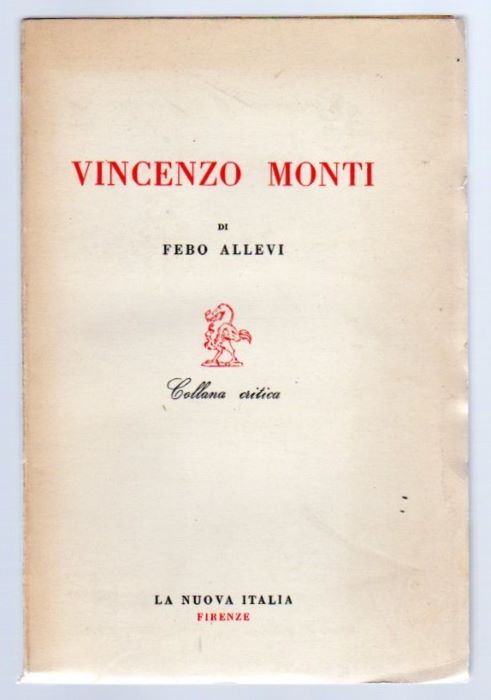 VINCENZO MONTI
DI
FEBO ALLEVI
Collana critica
LA NUOVA ITALIA
FIRENZE